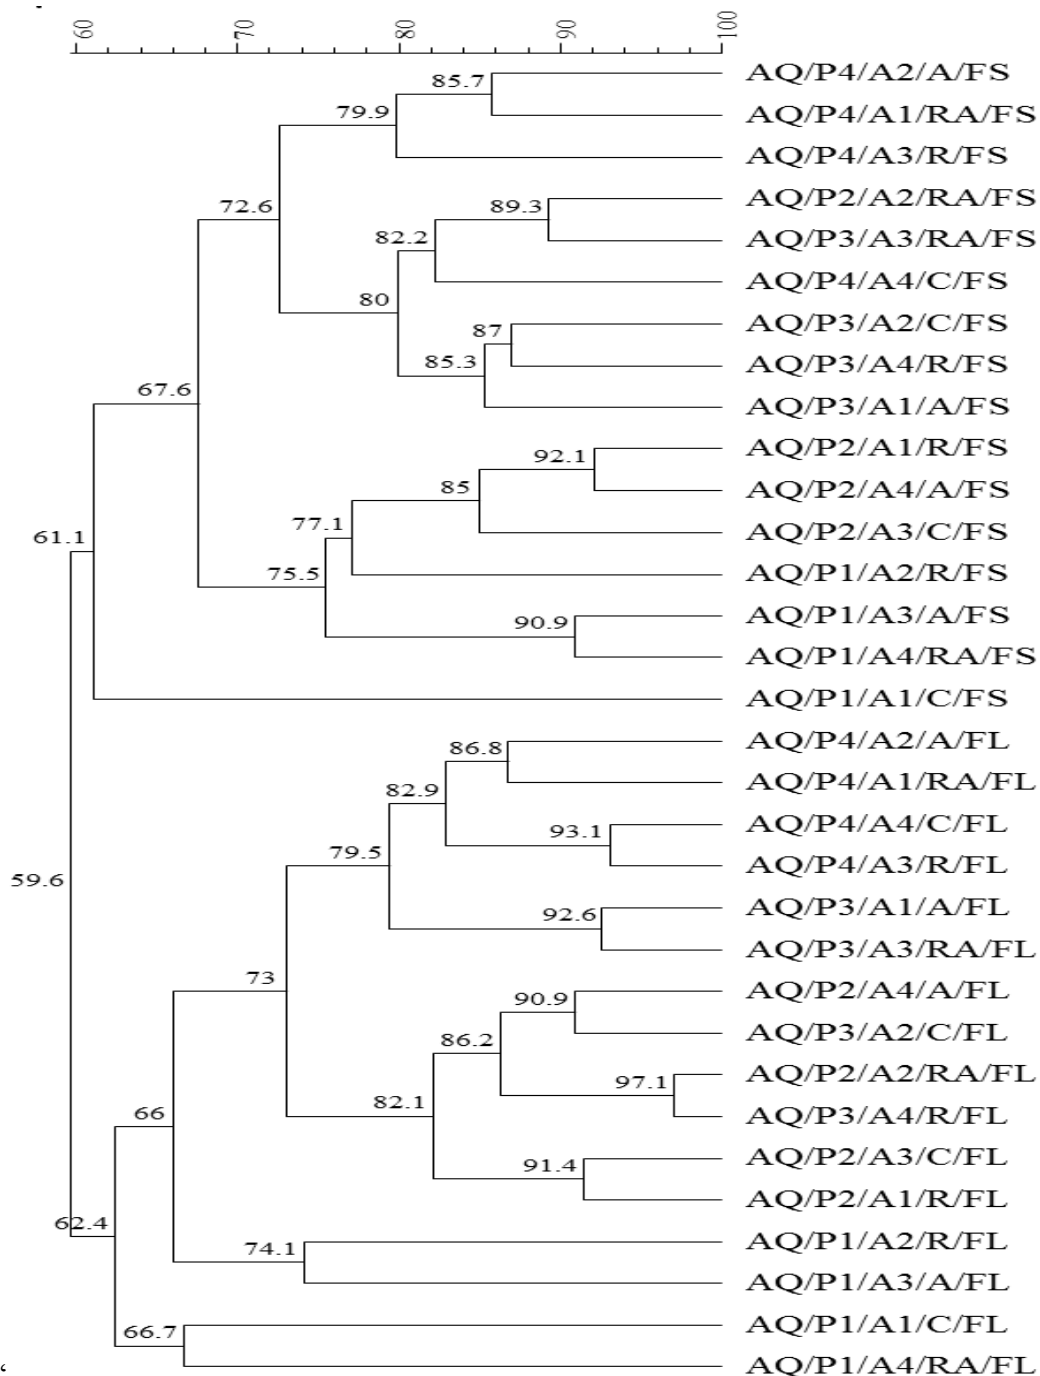 60 70 80 90 100
85.7 AQ/P4/A2/A/FS
79.9 AQ/P4/A1/RA/FS
AQ/P4/A3/R/FS
72.6 89.3 AQ/P2/A2/RA/FS
82.2 AQ/P3/A3/RA/FS
AQ/P4/A4/C/FS
80
87 AQ/P3/A2/C/FS
85.3 AQ/P3/A4/R/FS
67.6 AQ/P3/A1/A/FS
92.1 AQ/P2/A1/R/FS
85 AQ/P2/A4/A/FS
61.1 77.1 AQ/P2/A3/C/FS
75.5 AQ/P1/A2/R/FS
90.9 AQ/P1/A3/A/FS
AQ/P1/A4/RA/FS
AQ/P1/A1/C/FS
86.8 AQ/P4/A2/A/FL
82.9 AQ/P4/A1/RA/FL
93.1 AQ/P4/A4/C/FL
59.6 79.5 AQ/P4/A3/R/FL
92.6 AQ/P3/A1/A/FL
AQ/P3/A3/RA/FL
73
90.9 AQ/P2/A4/A/FL
86.2 AQ/P3/A2/C/FL
97.1 AQ/P2/A2/RA/FL
66 82.1 AQ/P3/A4/R/FL
91.4 AQ/P2/A3/C/FL
AQ/P2/A1/R/FL
62.4 74.1 AQ/P1/A2/R/FL
AQ/P1/A3/A/FL
66.7 AQ/P1/A1/C/FL
AQ/P1/A4/RA/FL